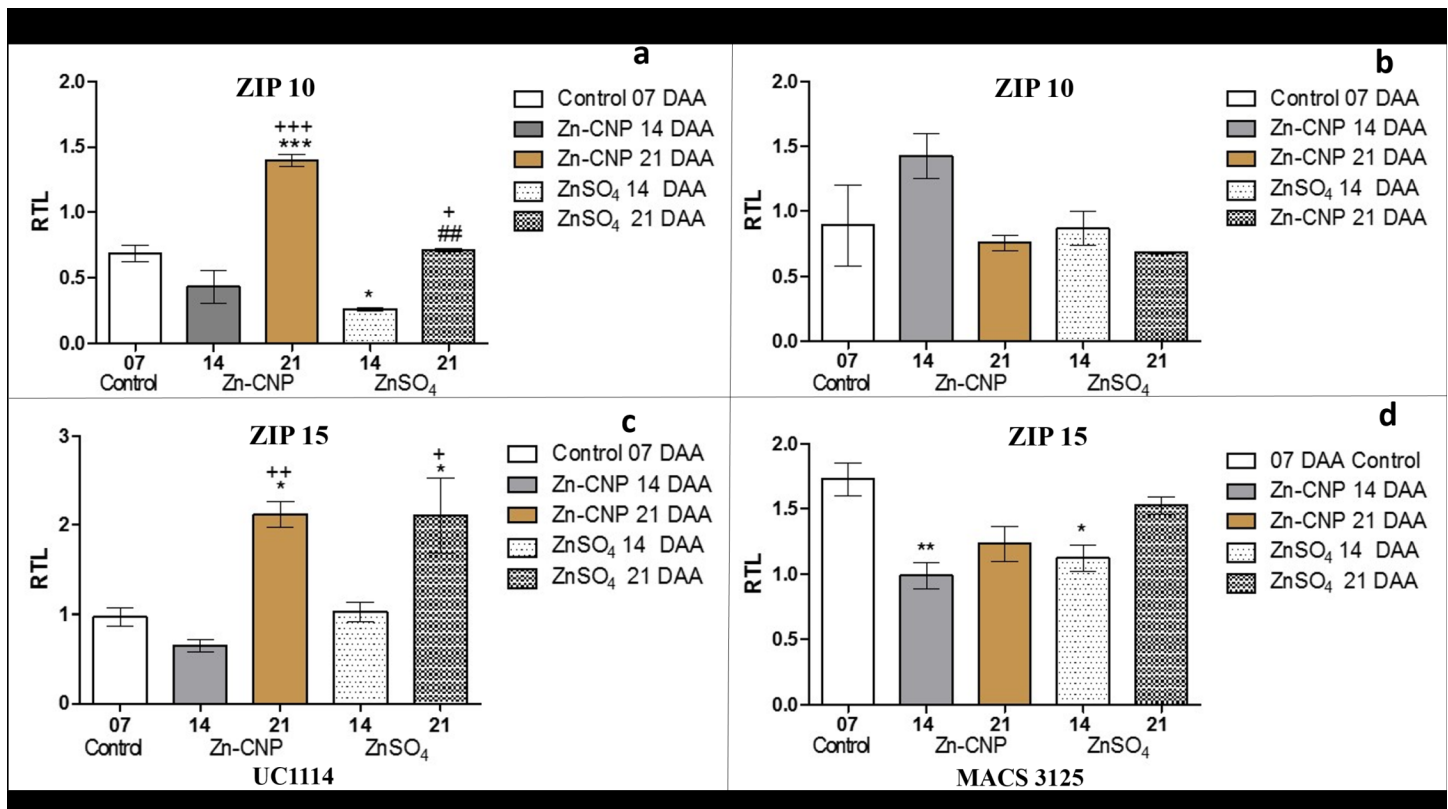 a
ZIP 10
2.0
1.5
1.0
0.5
0.0
RTL
+++
***
*
+
##
07
14
21
14
21
Control
Zn-CNP
ZnSO4
Control 07 DAA
Zn-CNP 14 DAA
Zn-CNP 21 DAA
ZnSO4 14 DAA
ZnSO4 21 DAA
b
ZIP 10
2.0
1.5
1.0
0.5
0.0
RTL
07
14
21
14
21
Control
Zn-CNP
ZnSO4
Control 07 DAA
Zn-CNP 14 DAA
Zn-CNP 21 DAA
ZnSO4 14 DAA
Zn-CNP 21 DAA
c
ZIP 15
3
2
1
0
RTL
++
*
+
*
07
14
21
14
21
Control
Zn-CNP
ZnSO4
UC1114
Control 07 DAA
Zn-CNP 14 DAA
Zn-CNP 21 DAA
ZnSO4 14 DAA
ZnSO4 21 DAA
d
ZIP 15
2.0
1.5
1.0
0.5
0.0
RTL
**
*
07
14
21
14
21
Control
Zn-CNP
ZnSO4
MACS 3125
07 DAA Control
Zn-CNP 14 DAA
Zn-CNP 21 DAA
ZnSO4 14 DAA
ZnSO4 21 DAA